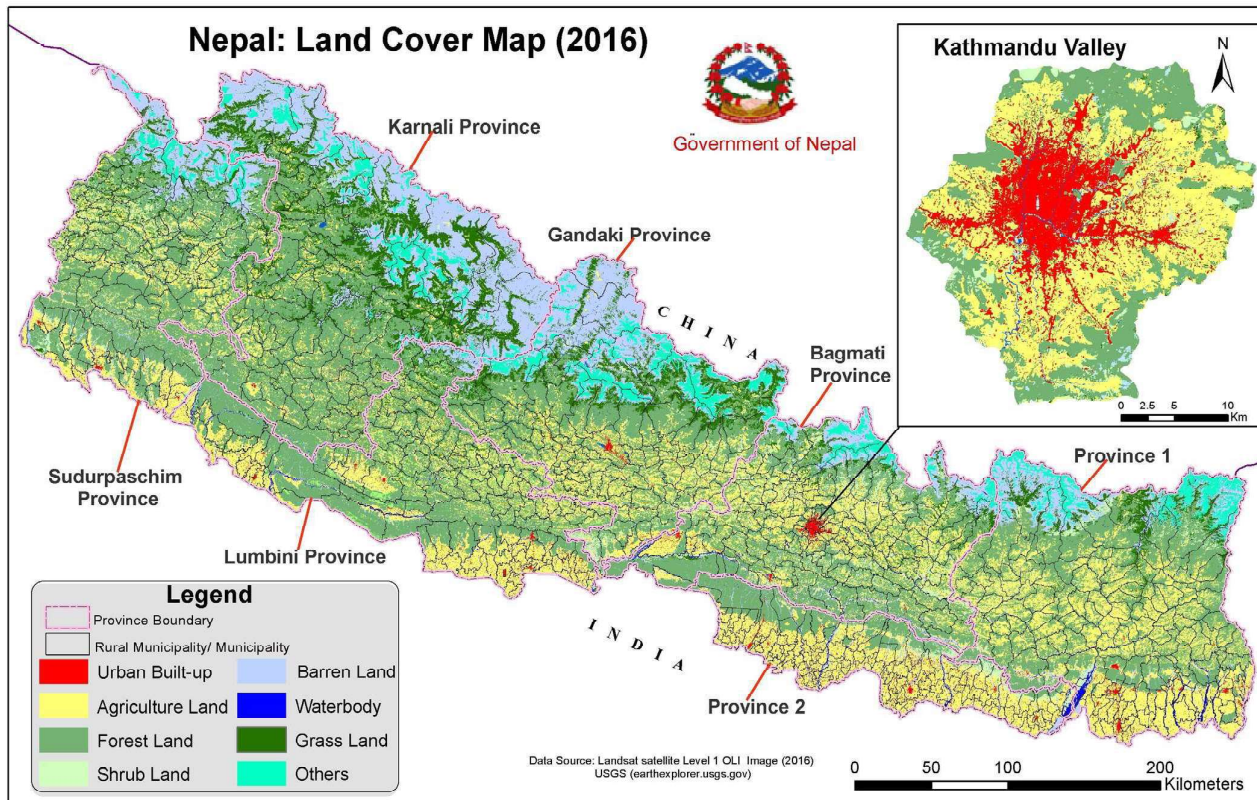 Nepal: Land Cover Map (2016)
Government of Nepal
Kathmandu Valley
N
0 2.5 5 10
Km
Karnali Province
Gandaki Province
CHINA
Bagmati
Province
Province 1
Sudurpaschim
Province
Lumbini Province
INDIA
Province 2
Legend
Province Boundary
Rural Municipality/ Municipality
Urban Built-up
Barren Land
Agriculture Land
Waterbody
Forest Land
Grass Land
Shrub Land
Others
Data Source: Landsat satellite Level 1 OLI Image (2016)
USGS (earthexplorer.usgs.gov)
0 50 100 200
Kilometers